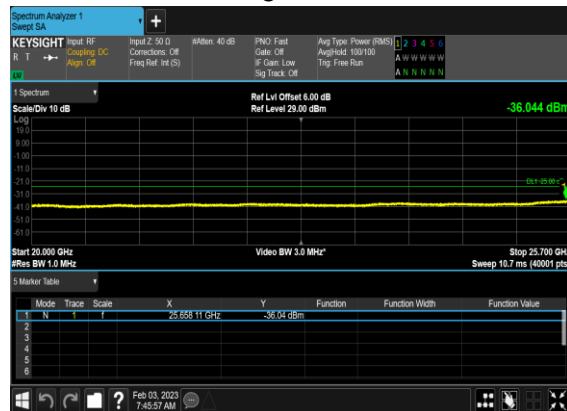 Spectrum Analyzer 1
Swept SA
KEYSIGHT Input: RF Input Z: 50 Ω #Atten: 40 dB PNO: Fast Avg Type: Power (RMS) 1 2 3 4 5 6
R T Coupling: DC Corrections: Off Gate: Off Avg|Hold: 100/100 A W W W W W
Align: Off Freq Ref: Int (S) IF Gain: Low Trig: Free Run
Sig Track: Off A N N N N N
1 Spectrum Ref Lvl Offset 6.00 dB
Scale/Div 10 dB Ref Level 29.00 dBm -36.044 dBm
Log
19.0
9.00
-1.00
-11.0
-21.0
DL1 -25.00
-31.0
-41.0
-51.0
-61.0
Start 20.000 GHz Video BW 3.0 MHz* Stop 25.700 GH
#Res BW 1.0 MHz Sweep 10.7 ms (40001 pts
5 Marker Table
Mode Trace Scale X Y Function Function Width Function Value
1 N 1 f 25.658 11 GHz -36.04 dBm
2
3
4
5
6
? Feb 03, 2023
7:45:57 AM